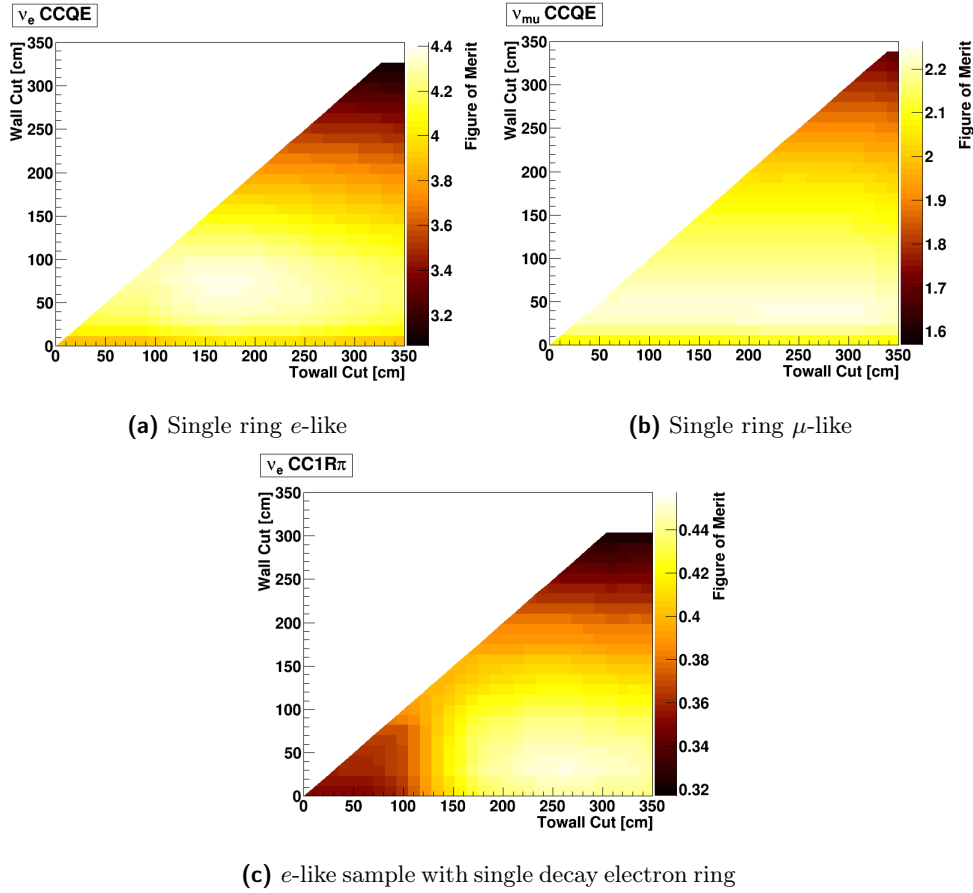 νe CCQE
Wall Cut [cm]
350
300
250
200
150
100
50
0
0 50 100 150 200 250 300 350
Towall Cut [cm]
4.4
4.2
4
3.8
3.6
3.4
3.2
Figure of Merit
(a) Single ring e-like
νmu CCQE
Wall Cut [cm]
350
300
250
200
150
100
50
0
0 50 100 150 200 250 300 350
Towall Cut [cm]
2.2
2.1
2
1.9
1.8
1.7
1.6
Figure of Merit
(b) Single ring μ-like
νe CC1Rπ
Wall Cut [cm]
350
300
250
200
150
100
50
0
0 50 100 150 200 250 300 350
Towall Cut [cm]
0.44
0.42
0.4
0.38
0.36
0.34
0.32
Figure of Merit
(c) e-like sample with single decay electron ring